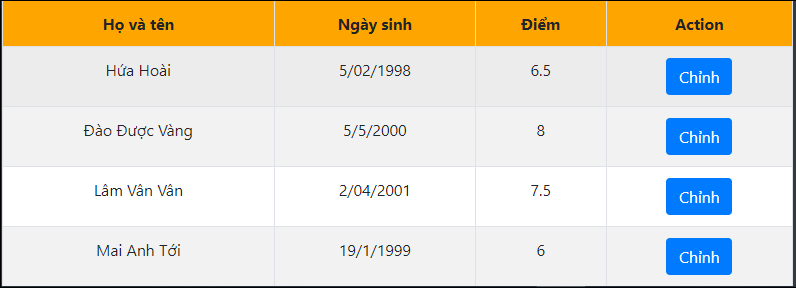 Họ và tên Ngày sinh Điểm Action
Hứa Hoài 5/02/1998 6.5 Chỉnh
Đào Được Vàng 5/5/2000 8 Chỉnh
Lâm Vân Vân 2/04/2001 7.5 Chỉnh
Mai Anh Tới 19/1/1999 6 Chỉnh